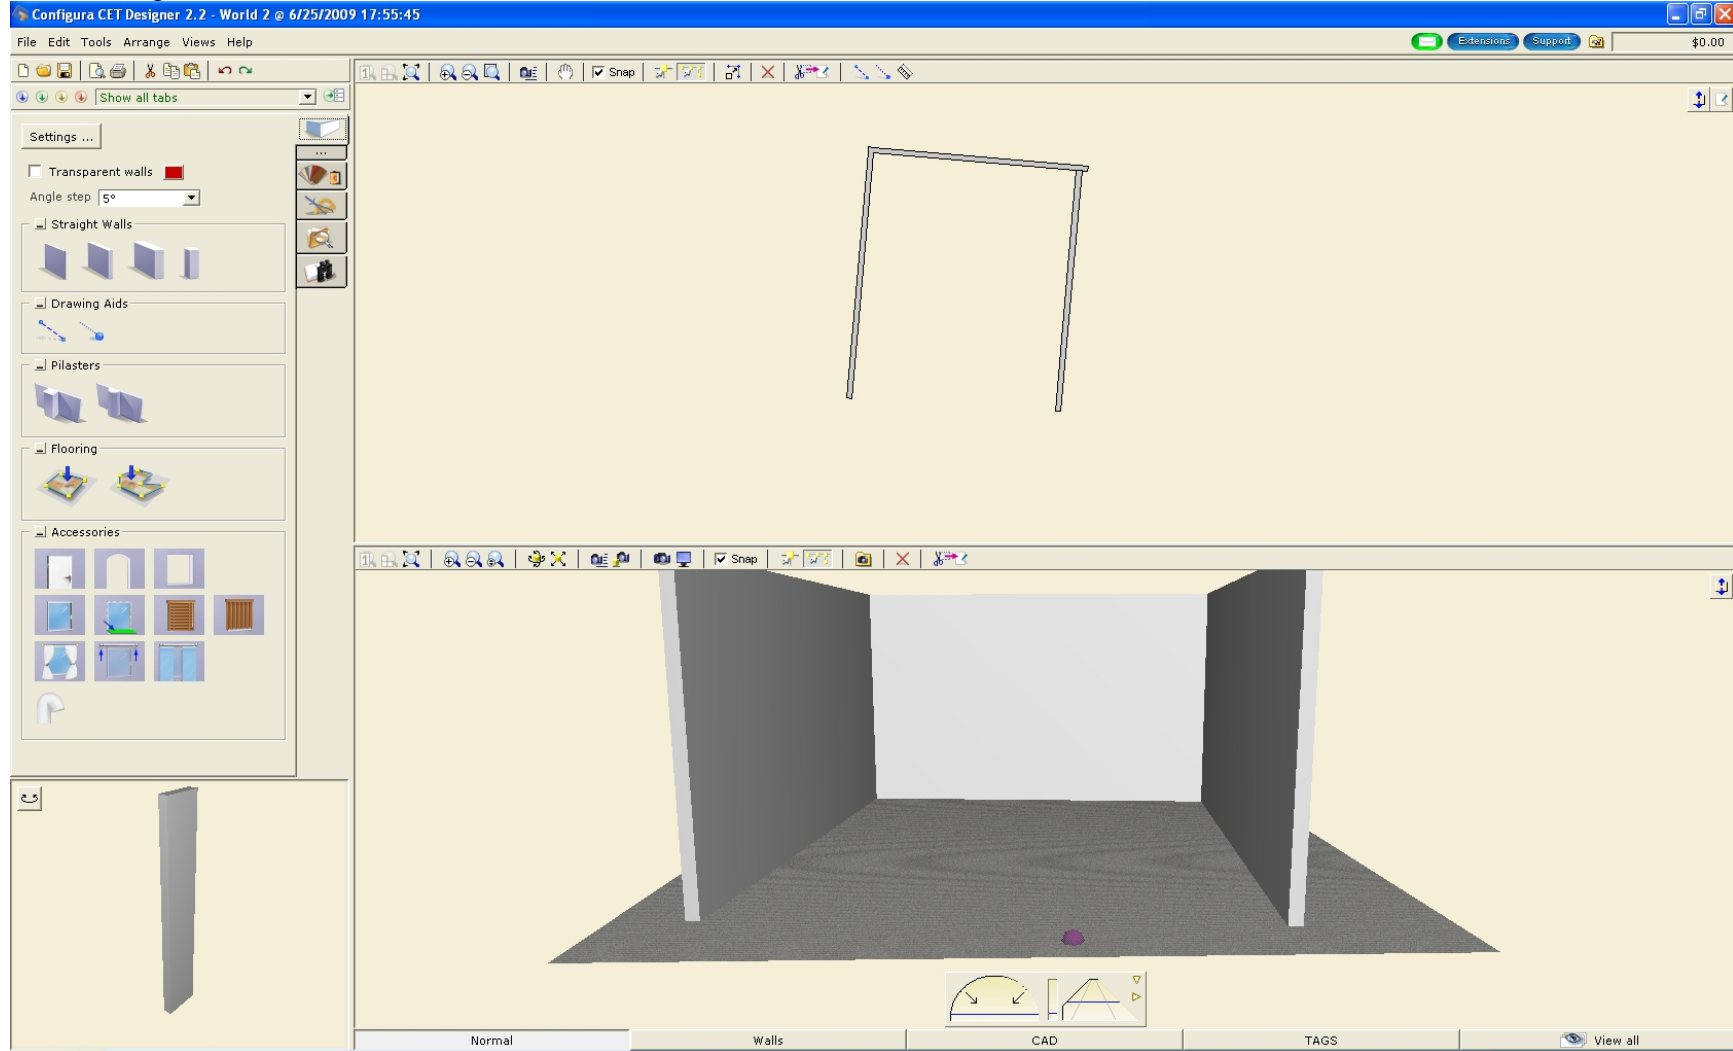 Configura CET Designer 2.2 - World 2 @ 6/25/2009 17:55:45
File Edit Tools Arrange Views Help
Extensions Support $0.00
Snap
Show all tabs
Settings ...
...
Transparent walls
Angle step 5°
Straight Walls
Drawing Aids
Pilasters
Flooring
Accessories
Snap
Normal Walls CAD TAGS View all